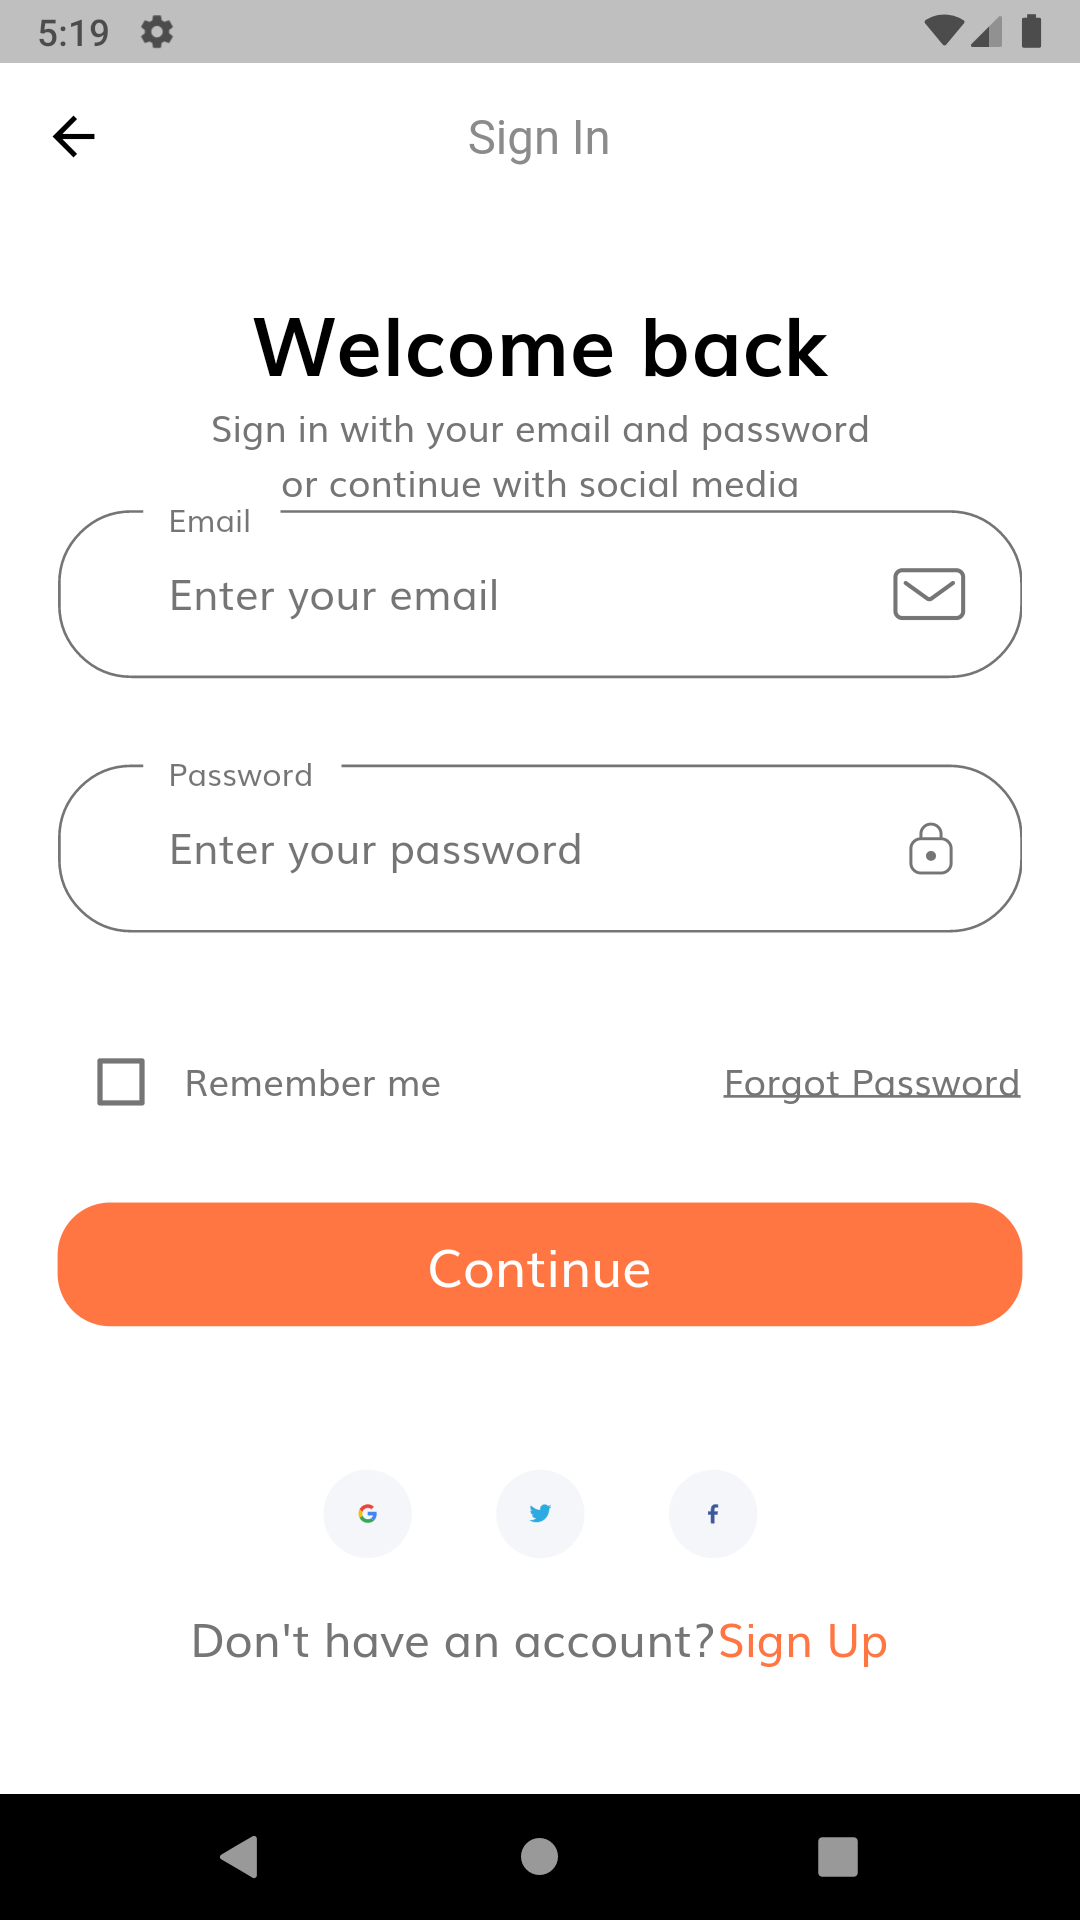 5:19
Sign In
Welcome back
Sign in with your email and password
or continue with social media
Email
Enter your email
Password
Enter your password
Remember me
Forgot Password
Continue
Don't have an account?Sign Up